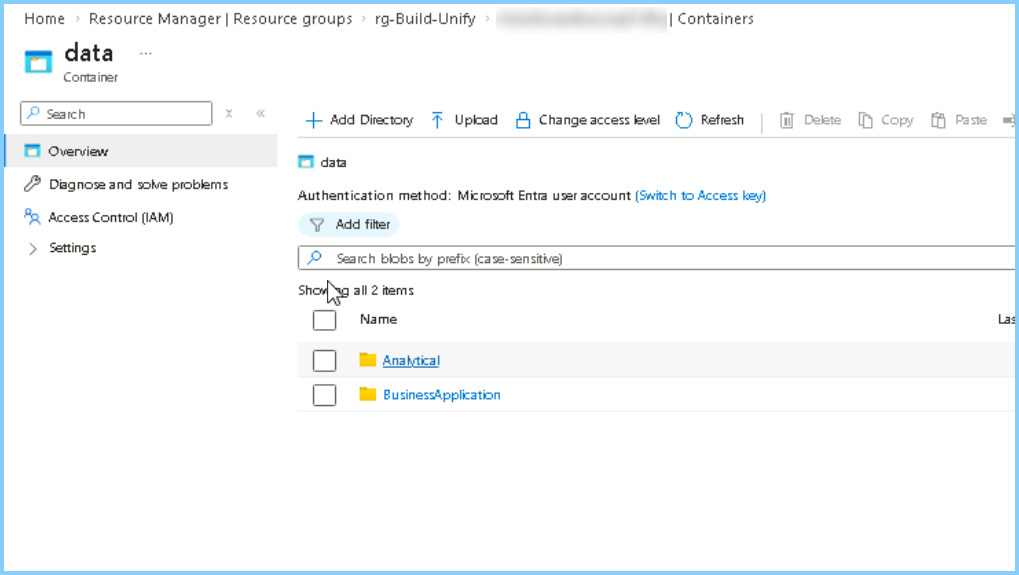 Home > Resource Manager | Resource groups > rg-Build-Unify > | Containers
data ...
Container
Search
Overview
Diagnose and solve problems
Access Control (IAM)
Settings
Add Directory Upload Change access level Refresh Delete Copy Paste
data
Authentication method: Microsoft Entra user account (Switch to Access key)
Add filter
Search blobs by prefix (case-sensitive)
Showing all 2 items
Name Las
Analytical
BusinessApplication